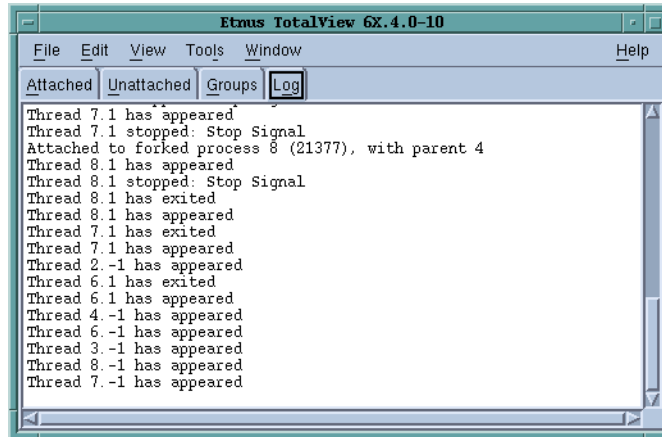 Etnus TotalView 6X.4.0-10
File Edit View Tools Window Help
Attached Unattached Groups Log
Thread 7.1 has appeared
Thread 7.1 stopped: Stop Signal
Attached to forked process 8 (21377), with parent 4
Thread 8.1 has appeared
Thread 8.1 stopped: Stop Signal
Thread 8.1 has exited
Thread 8.1 has appeared
Thread 7.1 has exited
Thread 7.1 has appeared
Thread 2.-1 has appeared
Thread 6.1 has exited
Thread 6.1 has appeared
Thread 4.-1 has appeared
Thread 6.-1 has appeared
Thread 3.-1 has appeared
Thread 8.-1 has appeared
Thread 7.-1 has appeared